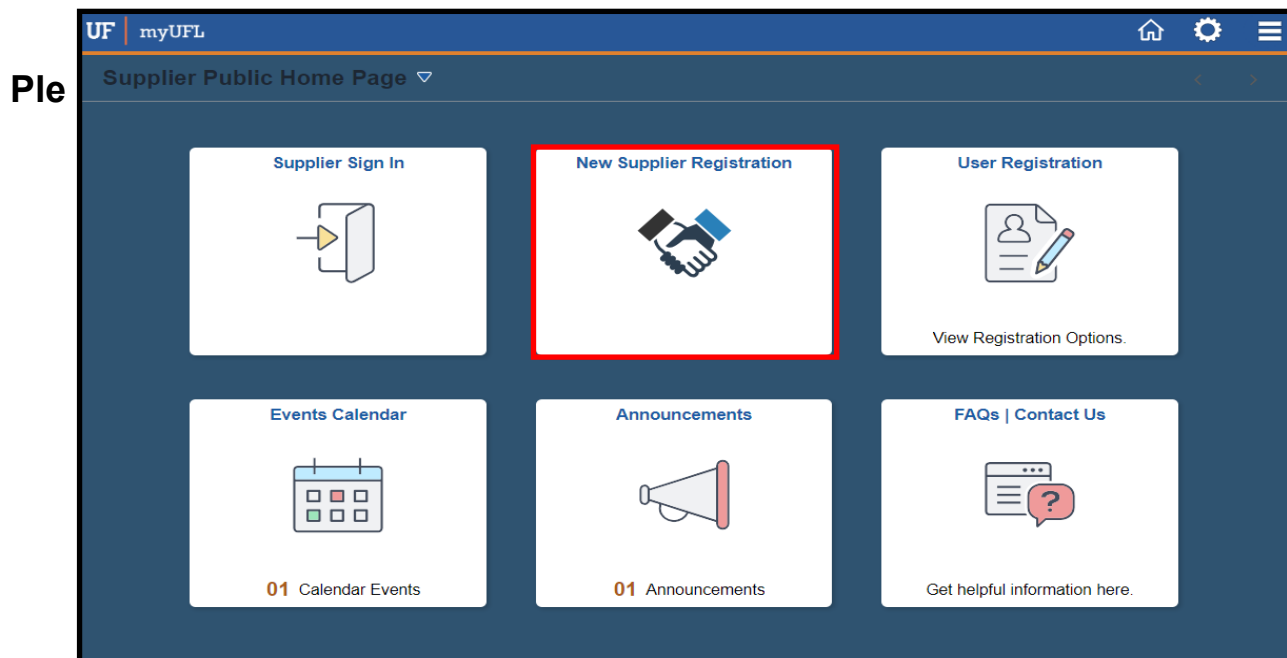 UF myUFL
Ple
Supplier Public Home Page
Supplier Sign In
New Supplier Registration
User Registration
View Registration Options.
Events Calendar
Announcements
FAQs | Contact Us
?
01 Calendar Events
01 Announcements
Get helpful information here.